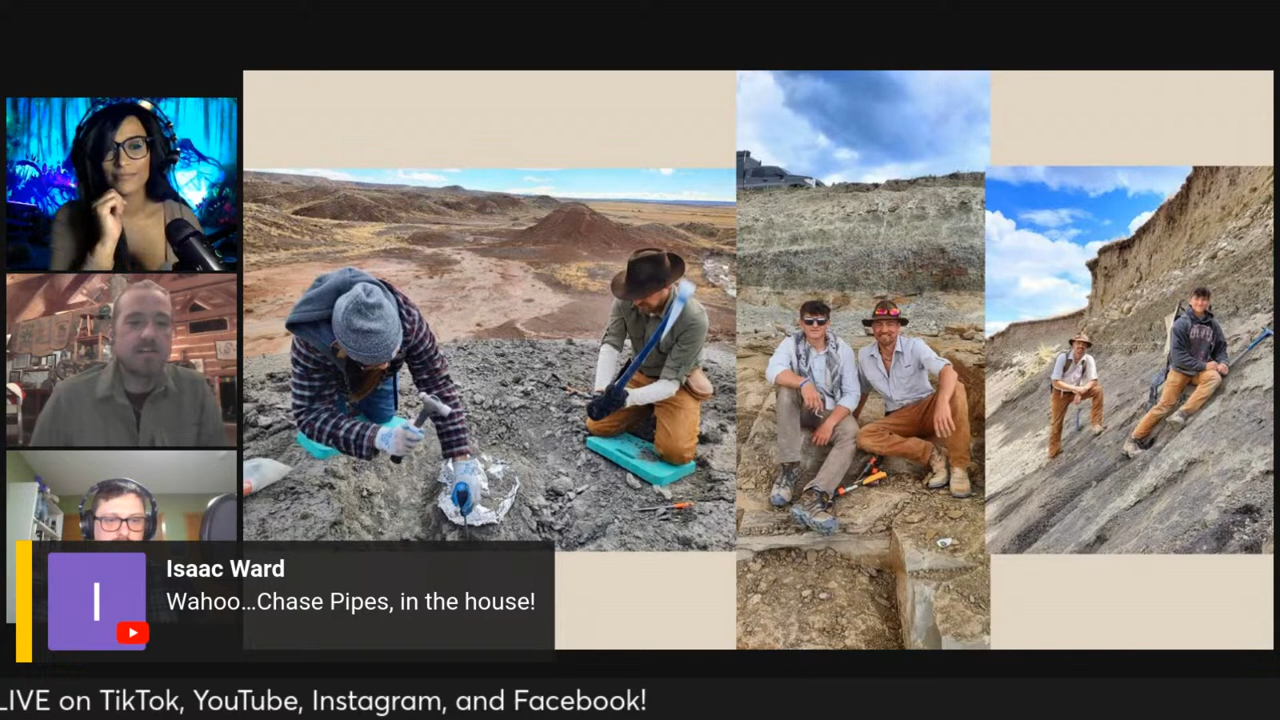 I
Isaac Ward
Wahoo...Chase Pipes, in the house!
LIVE on TikTok, YouTube, Instagram, and Facebook!